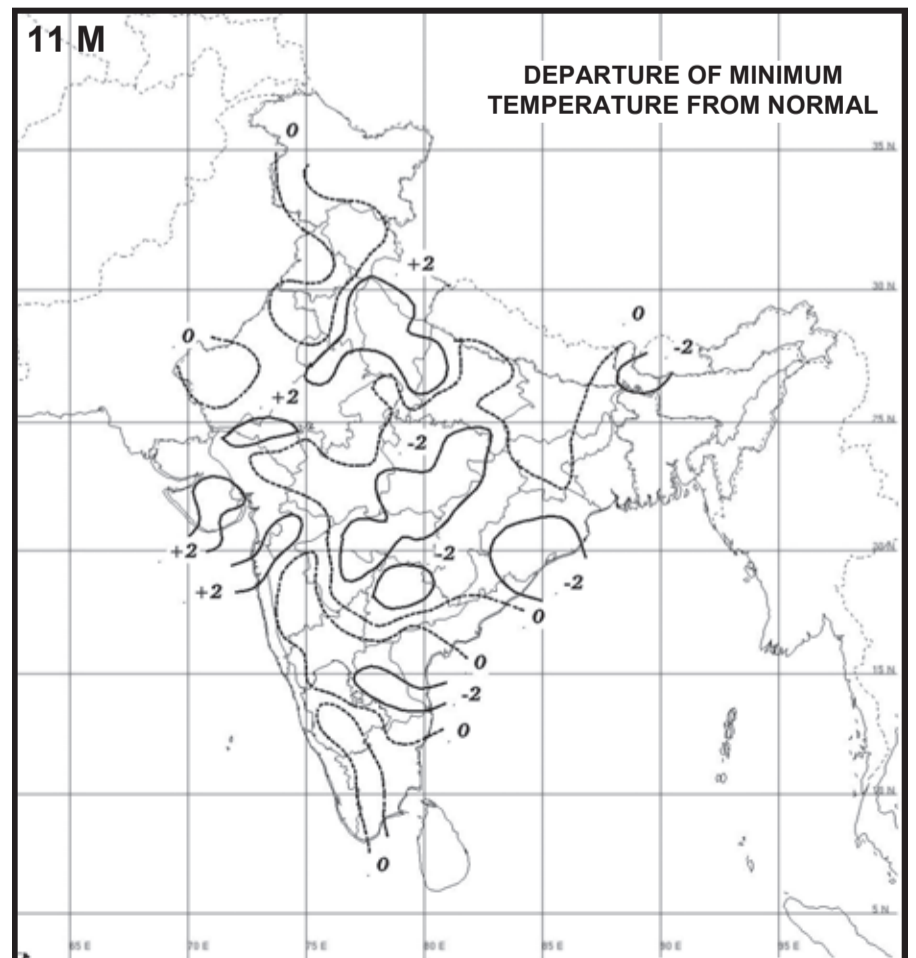 11 M
DEPARTURE OF MINIMUM
TEMPERATURE FROM NORMAL
0
35 N
+2
30 N
0
0
-2
+2
25 N
-2
+2
-2
20 N
+2
-2
0
0
15 N
-2
0
10 N
0
5 N
65 E
70 E
75 E
80 E
85 E
90 E
95 E